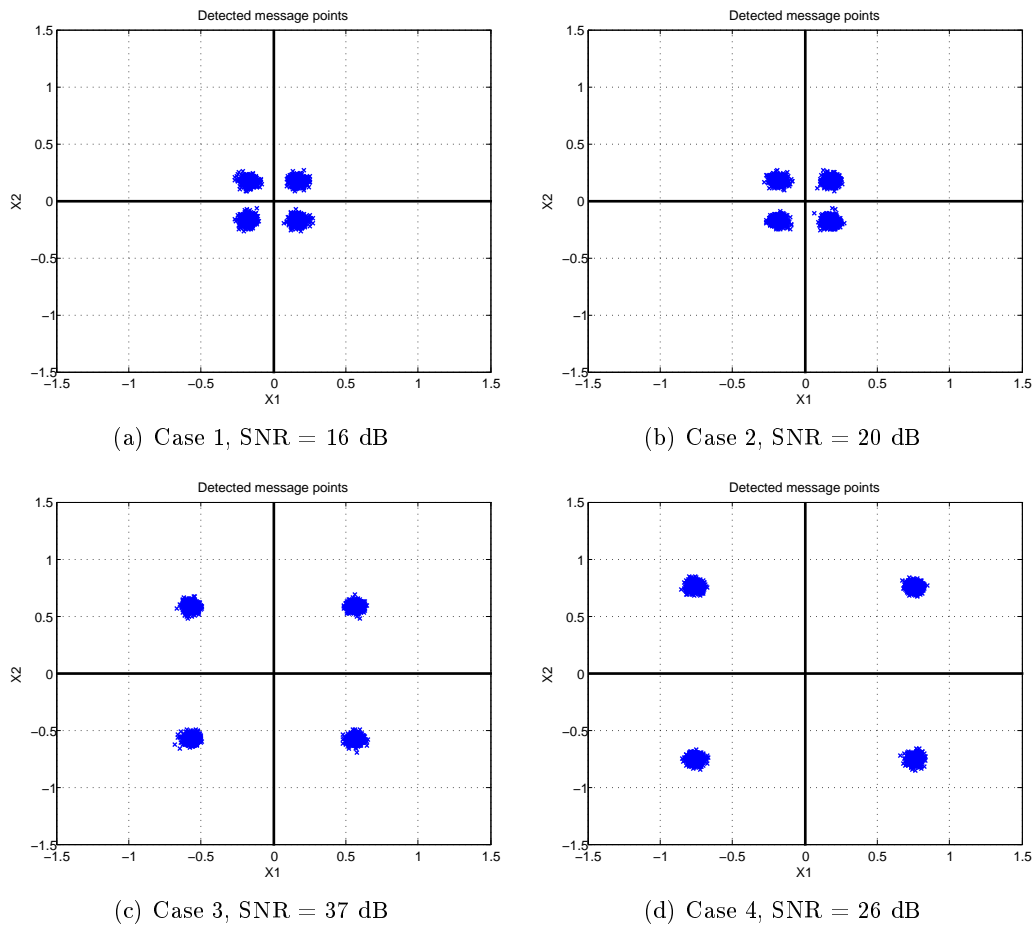 Detected message points
1.5
1
0.5
0
−0.5
−1
−1.5
X2
−1.5 −1 −0.5 0 0.5 1 1.5
X1
(a) Case 1, SNR = 16 dB
Detected message points
1.5
1
0.5
0
−0.5
−1
−1.5
X2
−1.5 −1 −0.5 0 0.5 1 1.5
X1
(b) Case 2, SNR = 20 dB
Detected message points
1.5
1
0.5
0
−0.5
−1
−1.5
X2
−1.5 −1 −0.5 0 0.5 1 1.5
X1
(c) Case 3, SNR = 37 dB
Detected message points
1.5
1
0.5
0
−0.5
−1
−1.5
X2
−1.5 −1 −0.5 0 0.5 1 1.5
X1
(d) Case 4, SNR = 26 dB